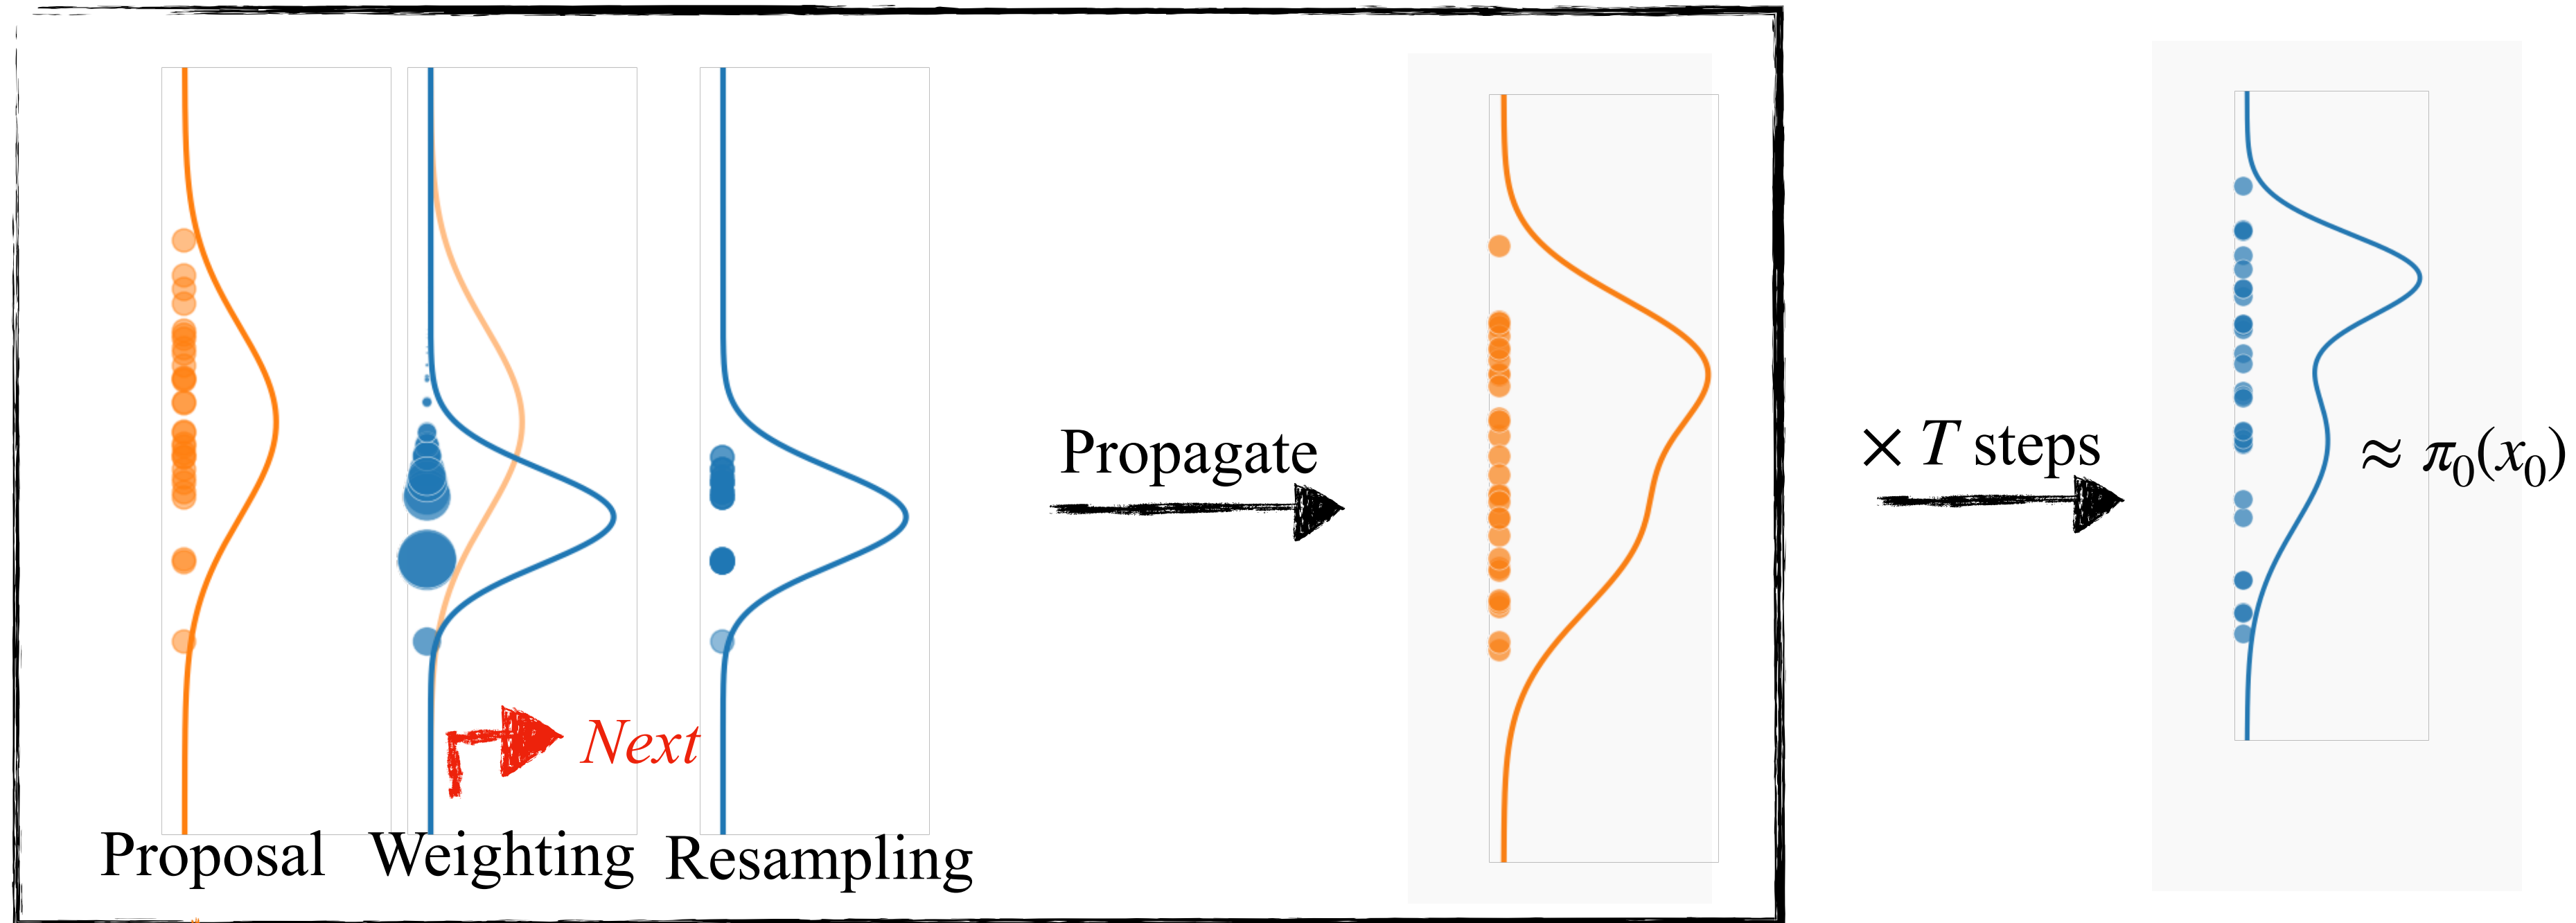 Propagate
× T steps
≈ π₀(x₀)
Next
Proposal
Weighting
Resampling